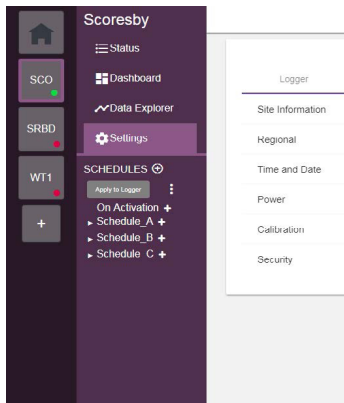 Scoresby
Status
SCO
Dashboard
Data Explorer
SRBD
Settings
WT1
SCHEDULES
Apply to Logger
On Activation +
Schedule_A +
Schedule_B +
Schedule_C +
+
Logger
Site Information
Regional
Time and Date
Power
Calibration
Security